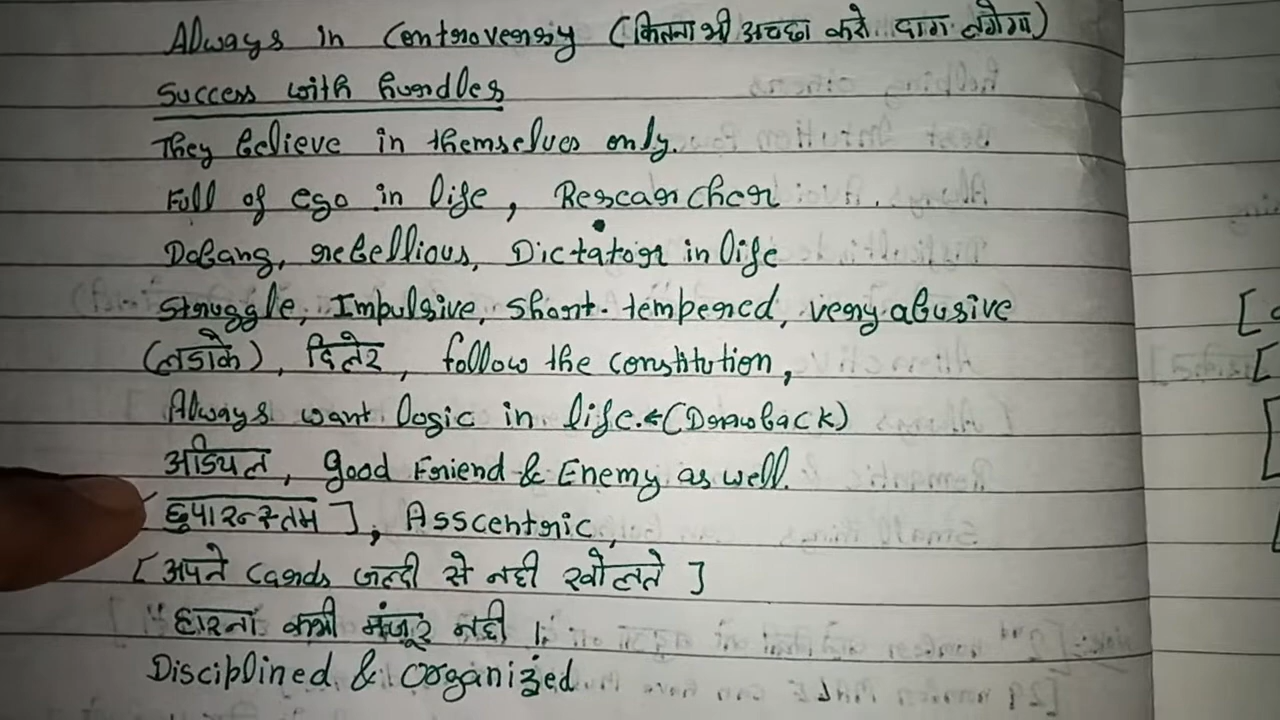 Always in Controversy (कितना भी अच्छा करो दाग लगेगा)
Success with hurdles
They believe in themselves only.
Full of ego in life, Researcher
Dabang, rebellious, Dictator in life
Struggle, Impulsive, Short-tempered, very abusive
(लडाके), दिलेर, follow the constitution,
Always want logic in life. ← (Drawback)
अडियल, good Friend & Enemy as well.
[छुपारुस्तम], Asscentric,
[अपने cards जल्दी से नही खोलते]
"हारना कभी मंजूर नही।
Disciplined & Organized